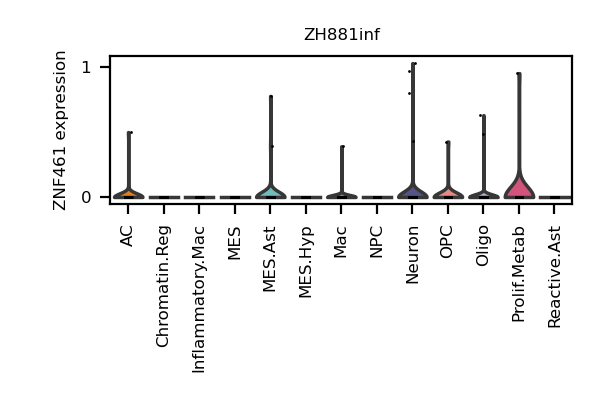 ZH881inf
ZNF461 expression
1
0
AC
Chromatin.Reg
Inflammatory.Mac
MES
MES.Ast
MES.Hyp
Mac
NPC
Neuron
OPC
Oligo
Prolif.Metab
Reactive.Ast